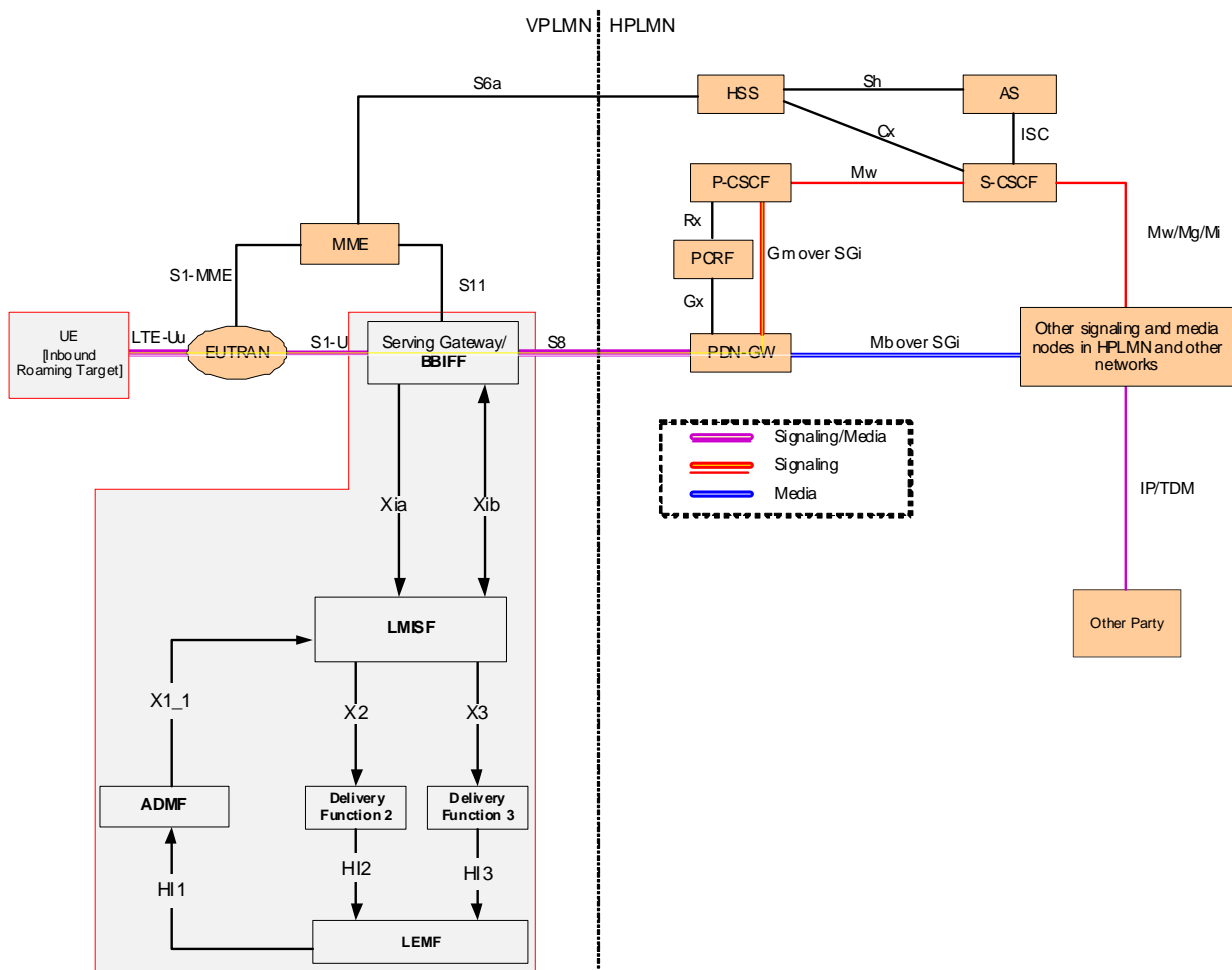 VPLMN
HPLMN
S6a
HSS
Sh
AS
Cx
ISC
P-CSCF
Mw
S-CSCF
Rx
Mw/Mg/Mi
MME
PCRF
Gm over SGi
S1-MME
S11
Gx
UE
[Inbound
Roaming Target]
LTE-Uu
EUTRAN
S1-U
Serving Gateway/
BBIFF
S8
PDN-GW
Mb over SGi
Other signaling and media
nodes in HPLMN and other
networks
Signaling/Media
Signaling
Media
Xia
Xib
IP/TDM
LMISF
Other Party
X1_1
X2
X3
ADMF
Delivery
Function 2
Delivery
Function 3
HI1
HI2
HI3
LEMF